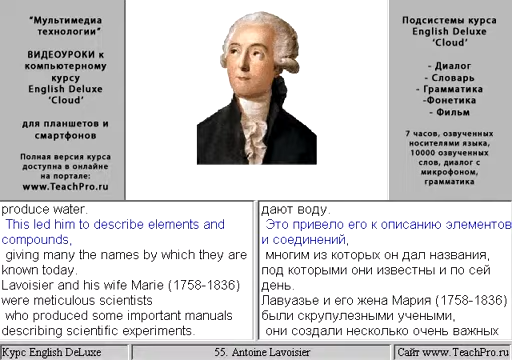 "Мультимедиа
технологии"
ВИДЕОУРОКИ к
компьютерному
курсу
English Deluxe
'Cloud'
для планшетов и
смартфонов
Полная версия курса
доступна в онлайне
на портале:
www.TeachPro.ru
Подсистемы курса
English Deluxe
'Cloud'
- Диалог
- Словарь
- Грамматика
-Фонетика
- Фильм
7 часов, озвученных
носителями языка,
10000 озвученных
слов, диалог с
микрофоном,
грамматика
produce water.
This led him to describe elements and
compounds,
giving many the names by which they are
known today.
Lavoisier and his wife Marie (1758-1836)
were meticulous scientists
who produced some important manuals
describing scientific experiments.
дают воду.
Это привело его к описанию элементов
и соединений,
многим из которых он дал названия,
под которыми они известны и по сей
день.
Лавуазье и его жена Мария (1758-1836)
были скрупулезными учеными,
они создали несколько очень важных
Курс English DeLuxe
55. Antoine Lavoisier
Сайт www.TeachPro.ru